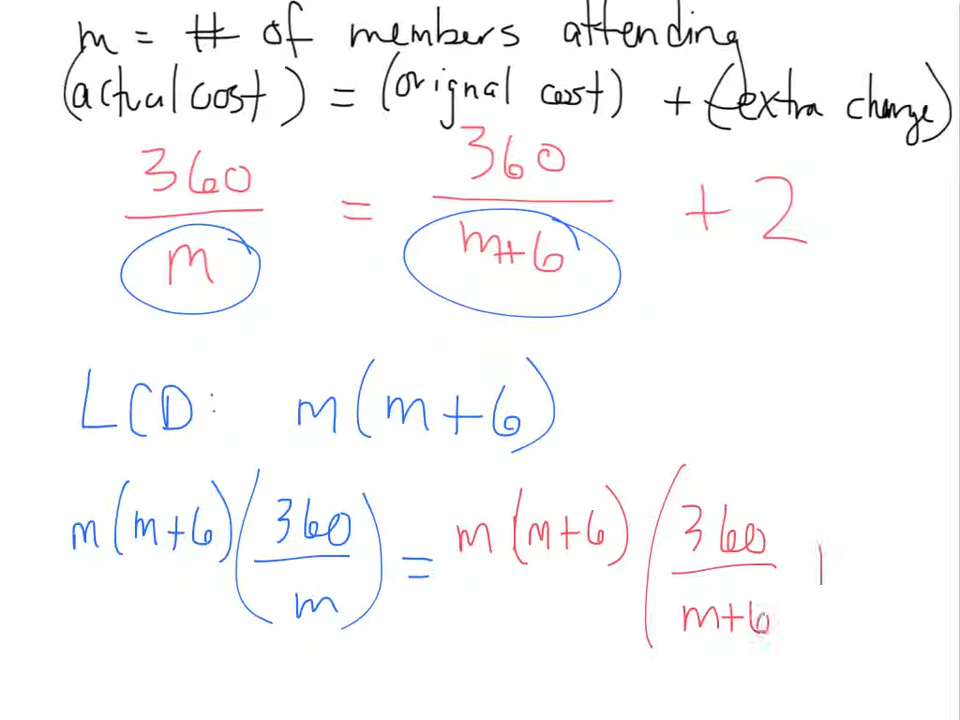 m = # of members attending
(actual cost) = (orignal cost) + (extra charge)
360/m = 360/(m+6) + 2
LCD: m(m+6)
m(m+6)(360/m) = m(m+6)(360/m+6